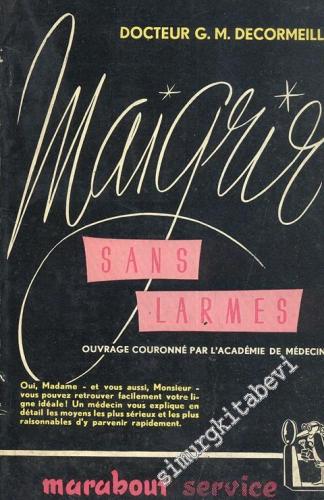 DOCTEUR G. M. DECORMEILL
Maigrir
SANS
LARMES
OUVRAGE COURONNÉ PAR L'ACADÉMIE DE MÉDECIN
Oui, Madame - et vous aussi, Monsieur -
vous pouvez retrouver facilement votre li-
gne idéale! Un médecin vous explique en
détail les moyens les plus sérieux et les plus
raisonnables d'y parvenir rapidement.
simurgkitabevi
marabout service